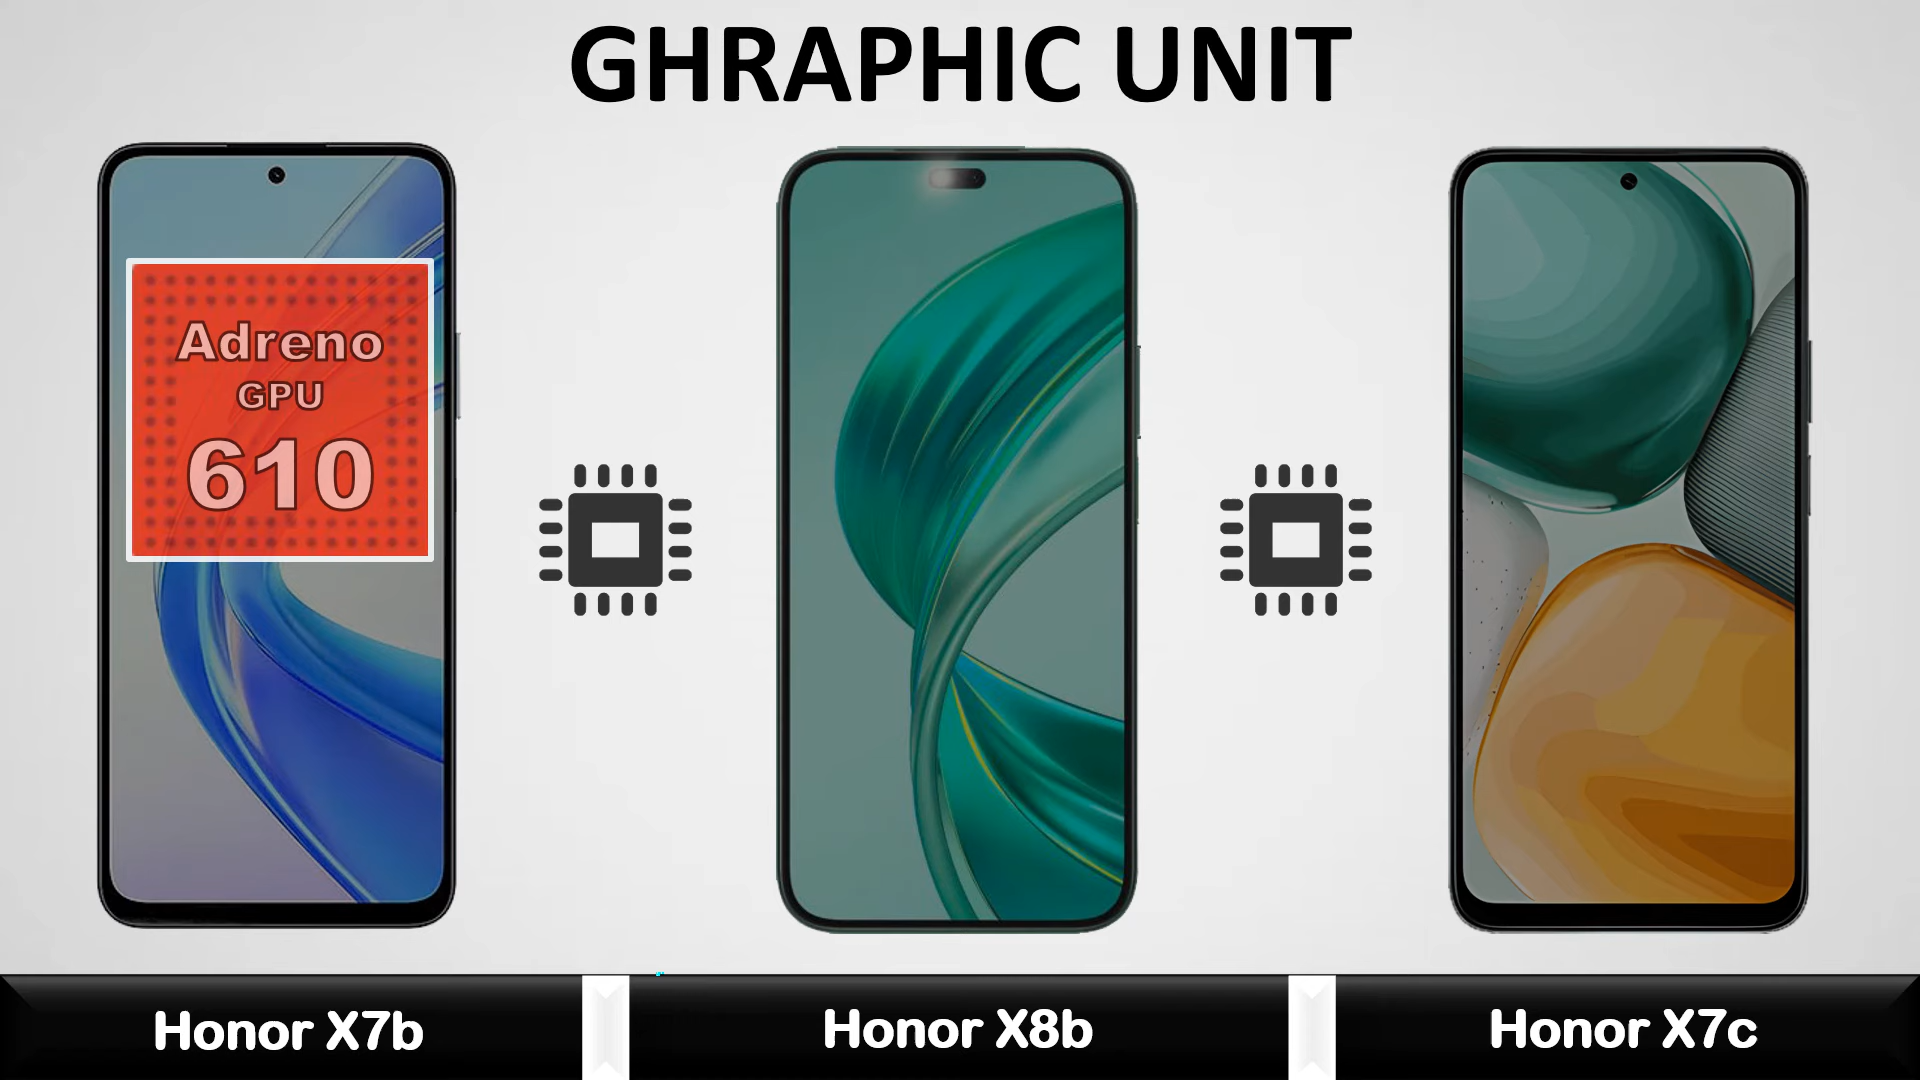 GHRAPHIC UNIT
Adreno
GPU
610
Honor X7b
Honor X8b
Honor X7c